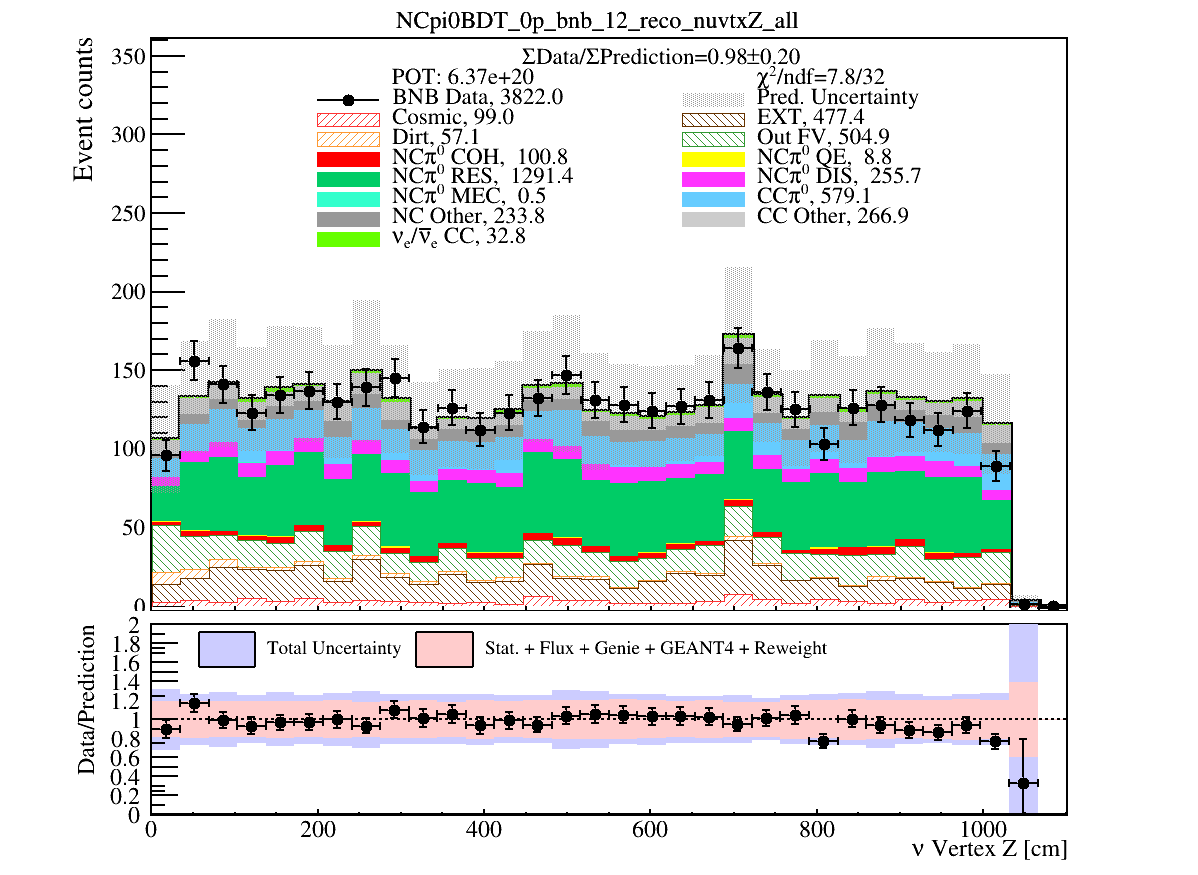 NCpi0BDT_0p_bnb_12_reco_nuvtxZ_all
ΣData/ΣPrediction=0.98±0.20
POT: 6.37e+20
χ²/ndf=7.8/32
BNB Data, 3822.0
Pred. Uncertainty
Cosmic, 99.0
EXT, 477.4
Dirt, 57.1
Out FV, 504.9
NCπ⁰ COH, 100.8
NCπ⁰ QE, 8.8
NCπ⁰ RES, 1291.4
NCπ⁰ DIS, 255.7
NCπ⁰ MEC, 0.5
CCπ⁰, 579.1
NC Other, 233.8
CC Other, 266.9
νₑ/ν̅ₑ CC, 32.8
Event counts
350
300
250
200
150
100
50
0
Total Uncertainty
Stat. + Flux + Genie + GEANT4 + Reweight
Data/Prediction
2
1.8
1.6
1.4
1.2
1
0.8
0.6
0.4
0.2
0
0 200 400 600 800 1000
ν Vertex Z [cm]